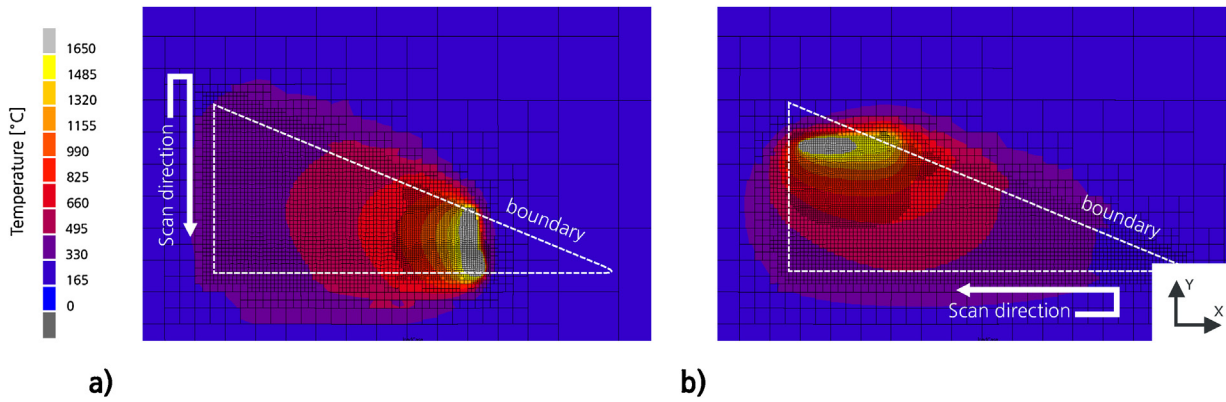 Temperature [°C]
1650
1485
1320
1155
990
825
660
495
330
165
0
Scan direction
boundary
boundary
Scan direction
Y
X
a)
b)